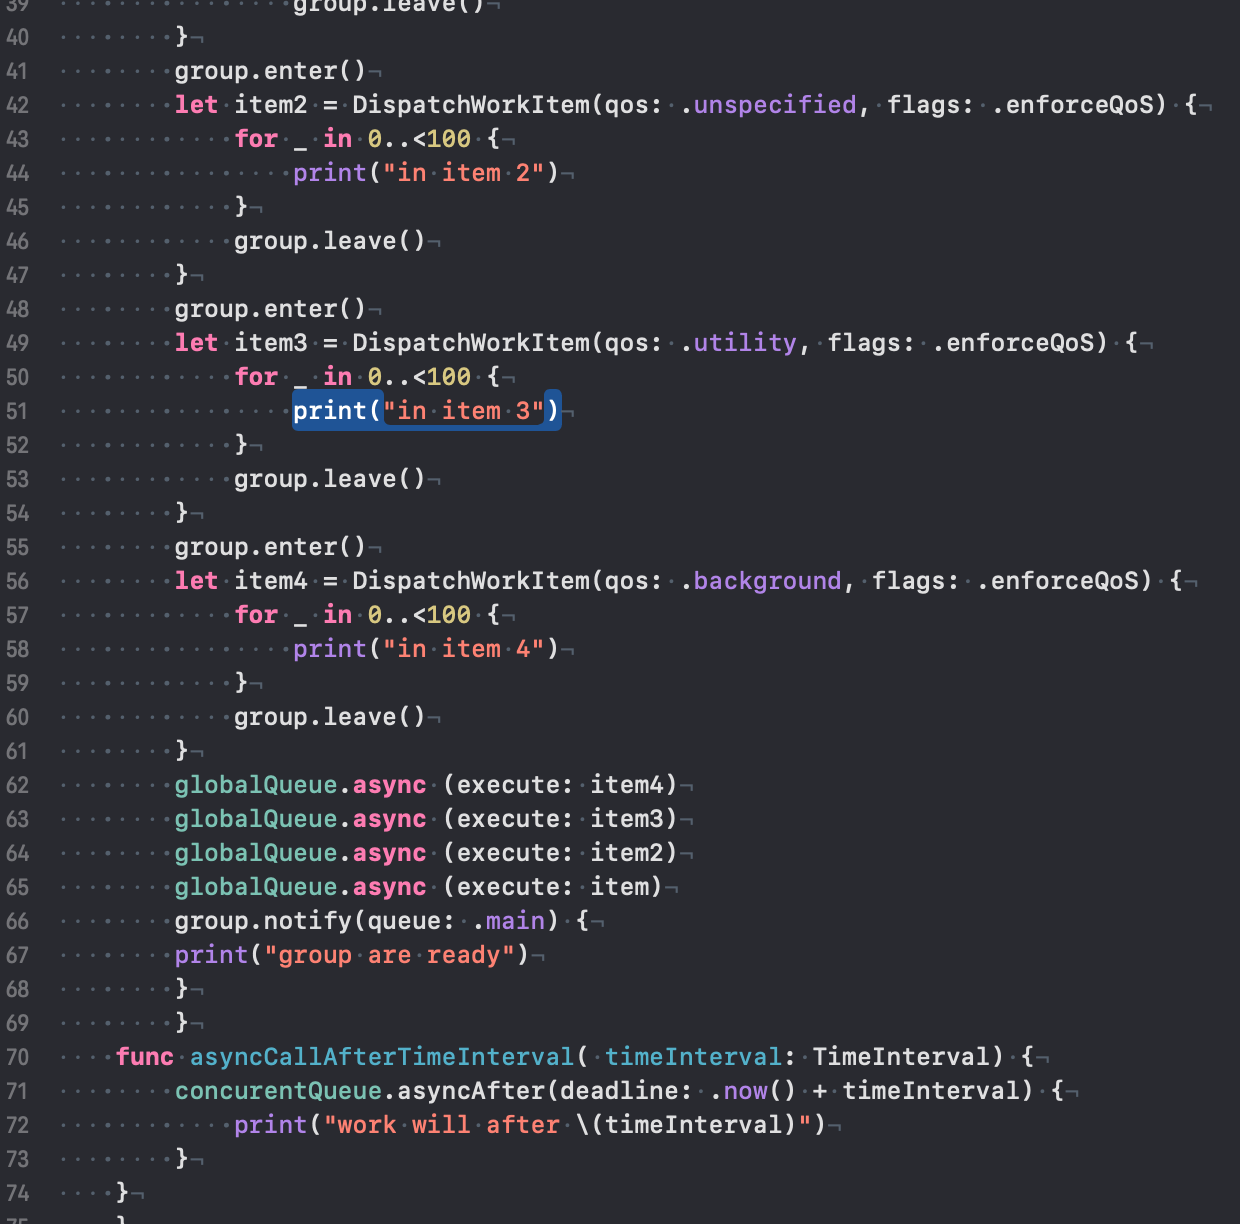 39 group.leave()
40 }
41 group.enter()
42 let item2 = DispatchWorkItem(qos: .unspecified, flags: .enforceQoS) {
43 for _ in 0..<100 {
44 print("in item 2")
45 }
46 group.leave()
47 }
48 group.enter()
49 let item3 = DispatchWorkItem(qos: .utility, flags: .enforceQoS) {
50 for _ in 0..<100 {
51 print("in item 3")
52 }
53 group.leave()
54 }
55 group.enter()
56 let item4 = DispatchWorkItem(qos: .background, flags: .enforceQoS) {
57 for _ in 0..<100 {
58 print("in item 4")
59 }
60 group.leave()
61 }
62 globalQueue.async (execute: item4)
63 globalQueue.async (execute: item3)
64 globalQueue.async (execute: item2)
65 globalQueue.async (execute: item)
66 group.notify(queue: .main) {
67 print("group are ready")
68 }
69 }
70 func asyncCallAfterTimeInterval( timeInterval: TimeInterval) {
71 concurentQueue.asyncAfter(deadline: .now() + timeInterval) {
72 print("work will after \(timeInterval)")
73 }
74 }
75 }